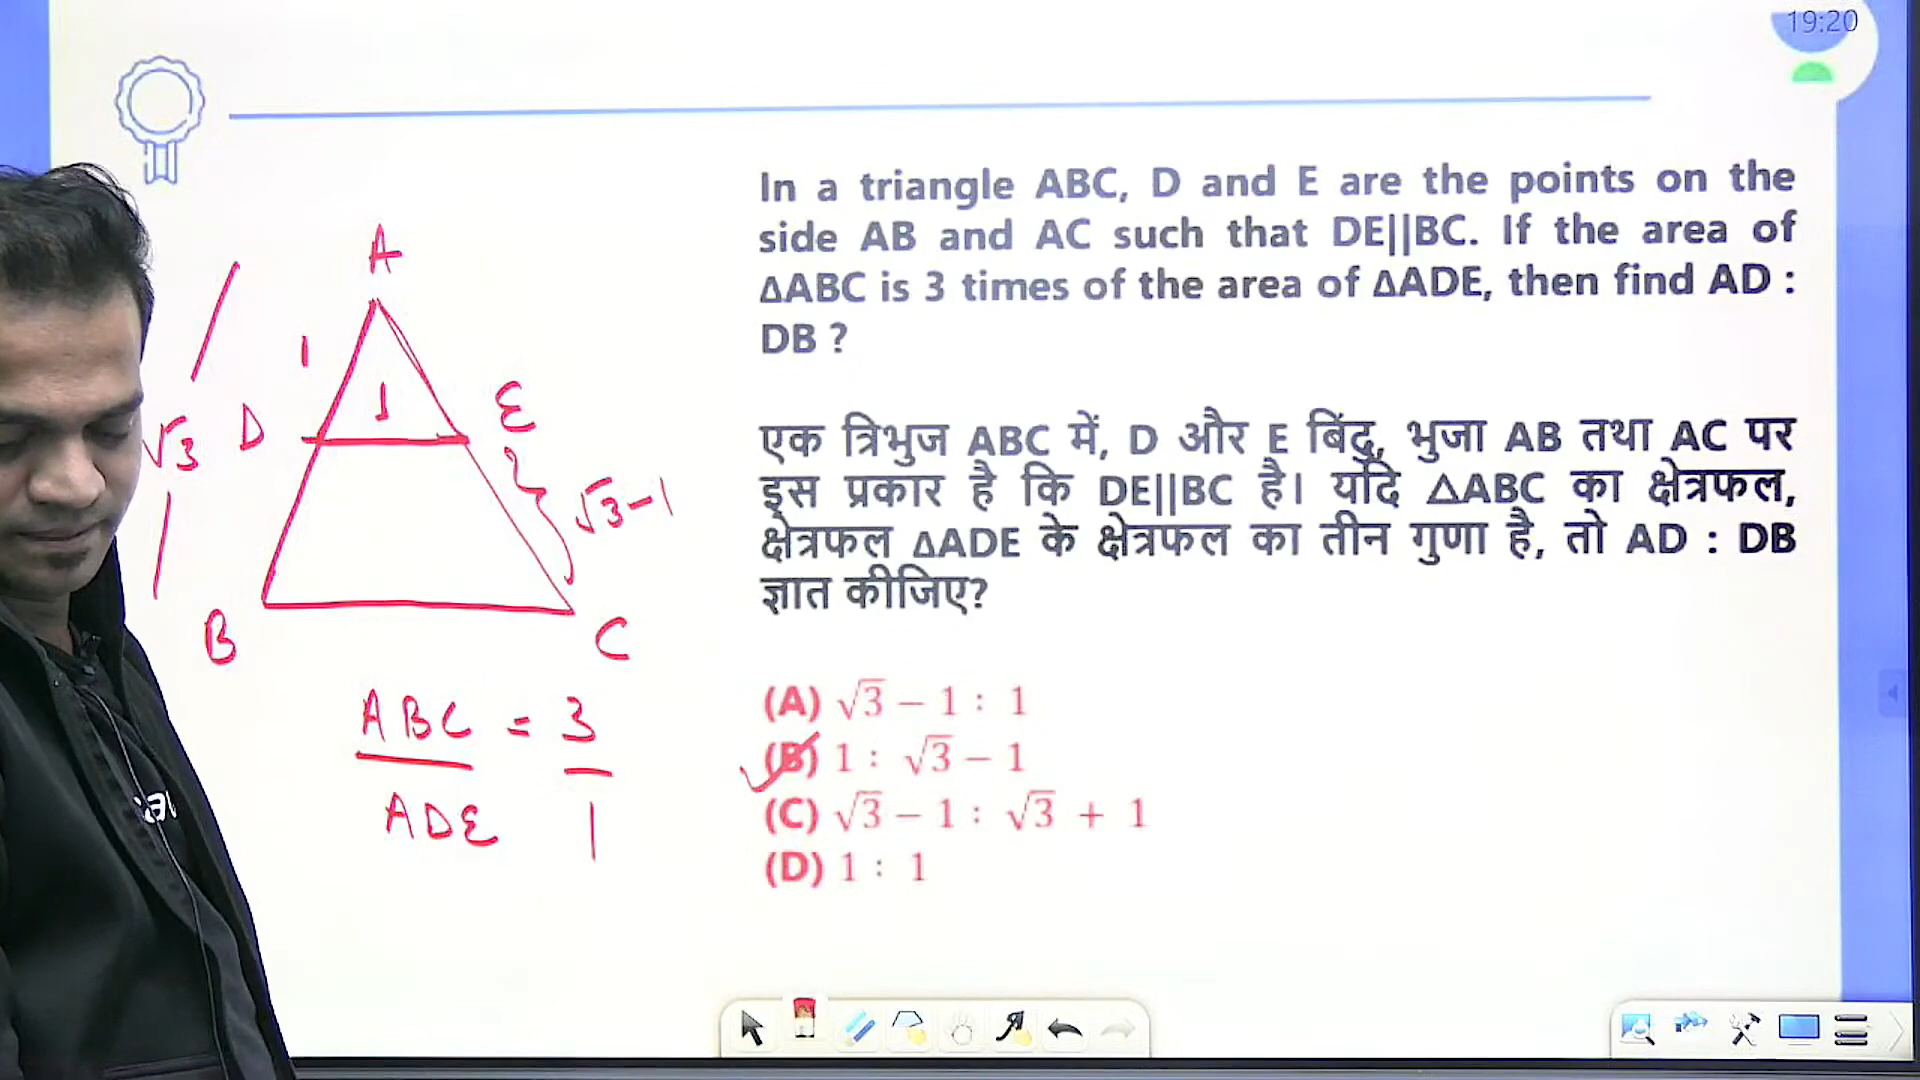 19:20
In a triangle ABC, D and E are the points on the
side AB and AC such that DE||BC. If the area of
ΔABC is 3 times of the area of ΔADE, then find AD :
DB ?
एक त्रिभुज ABC में, D और E बिंदु, भुजा AB तथा AC पर
इस प्रकार है कि DE||BC है। यदि △ABC का क्षेत्रफल,
क्षेत्रफल ΔADE के क्षेत्रफल का तीन गुणा है, तो AD : DB
ज्ञात कीजिए?
(A) √3 − 1 : 1
(B) 1 : √3 − 1
(C) √3 − 1 : √3 + 1
(D) 1 : 1
A
1
1
D
E
√3
√3-1
B
C
ABC = 3
ADE 1